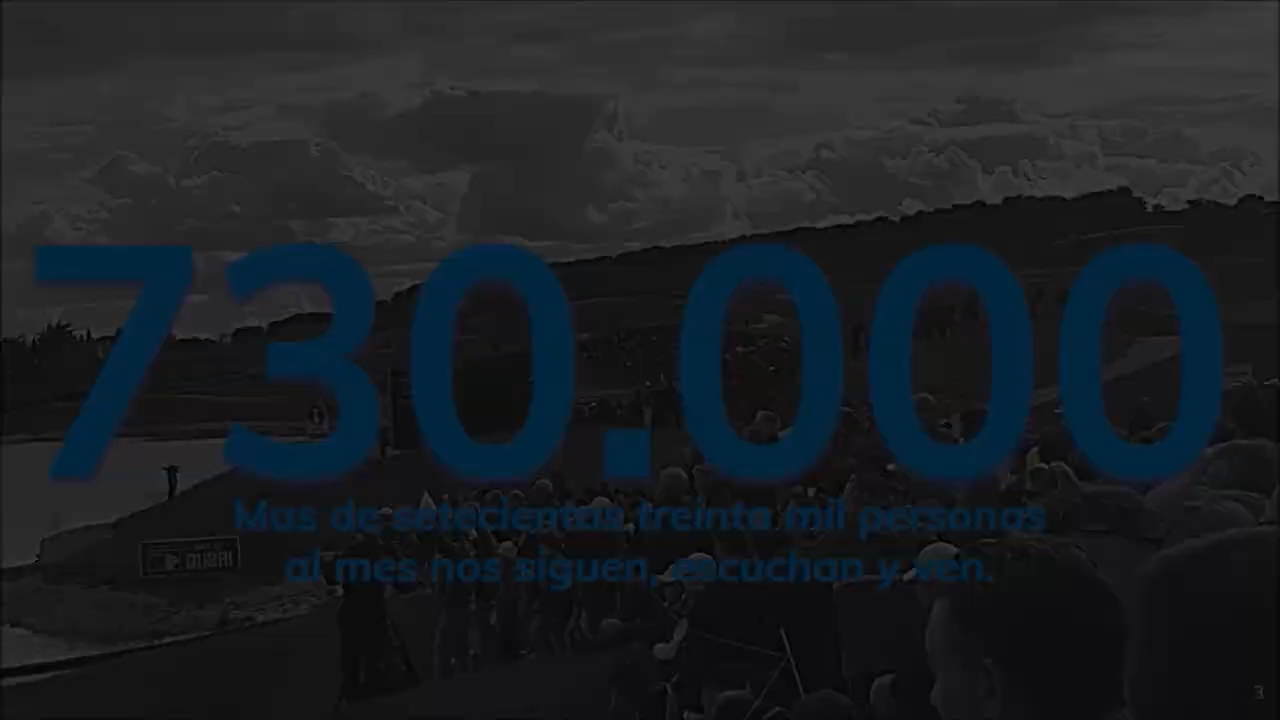 730.000
Mas de setecientas treinta mil personas
al mes nos siguen, escuchan y ven.
DUBAI
3